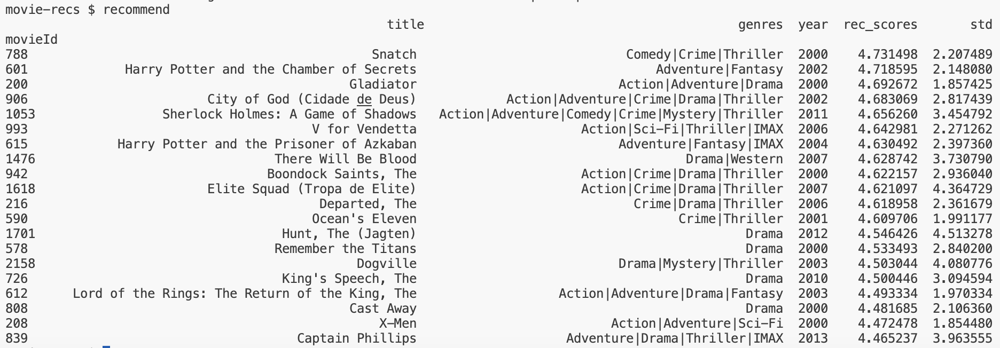 movie-recs $ recommend
title genres year rec_scores std
movieId
788 Snatch Comedy|Crime|Thriller 2000 4.731498 2.207489
601 Harry Potter and the Chamber of Secrets Adventure|Fantasy 2002 4.718595 2.148080
200 Gladiator Action|Adventure|Drama 2000 4.692672 1.857425
906 City of God (Cidade de Deus) Action|Adventure|Crime|Drama|Thriller 2002 4.683069 2.817439
1053 Sherlock Holmes: A Game of Shadows Action|Adventure|Comedy|Crime|Mystery|Thriller 2011 4.656260 3.454792
993 V for Vendetta Action|Sci-Fi|Thriller|IMAX 2006 4.642981 2.271262
615 Harry Potter and the Prisoner of Azkaban Adventure|Fantasy|IMAX 2004 4.630492 2.397360
1476 There Will Be Blood Drama|Western 2007 4.628742 3.730790
942 Boondock Saints, The Action|Crime|Drama|Thriller 2000 4.622157 2.936040
1618 Elite Squad (Tropa de Elite) Action|Crime|Drama|Thriller 2007 4.621097 4.364729
216 Departed, The Crime|Drama|Thriller 2006 4.618958 2.361679
590 Ocean's Eleven Crime|Thriller 2001 4.609706 1.991177
1701 Hunt, The (Jagten) Drama 2012 4.546426 4.513278
578 Remember the Titans Drama 2000 4.533493 2.840200
2158 Dogville Drama|Mystery|Thriller 2003 4.503044 4.080776
726 King's Speech, The Drama 2010 4.500446 3.094594
612 Lord of the Rings: The Return of the King, The Action|Adventure|Drama|Fantasy 2003 4.493334 1.970334
808 Cast Away Drama 2000 4.481685 2.106360
208 X-Men Action|Adventure|Sci-Fi 2000 4.472478 1.854480
839 Captain Phillips Adventure|Drama|Thriller|IMAX 2013 4.465237 3.963555